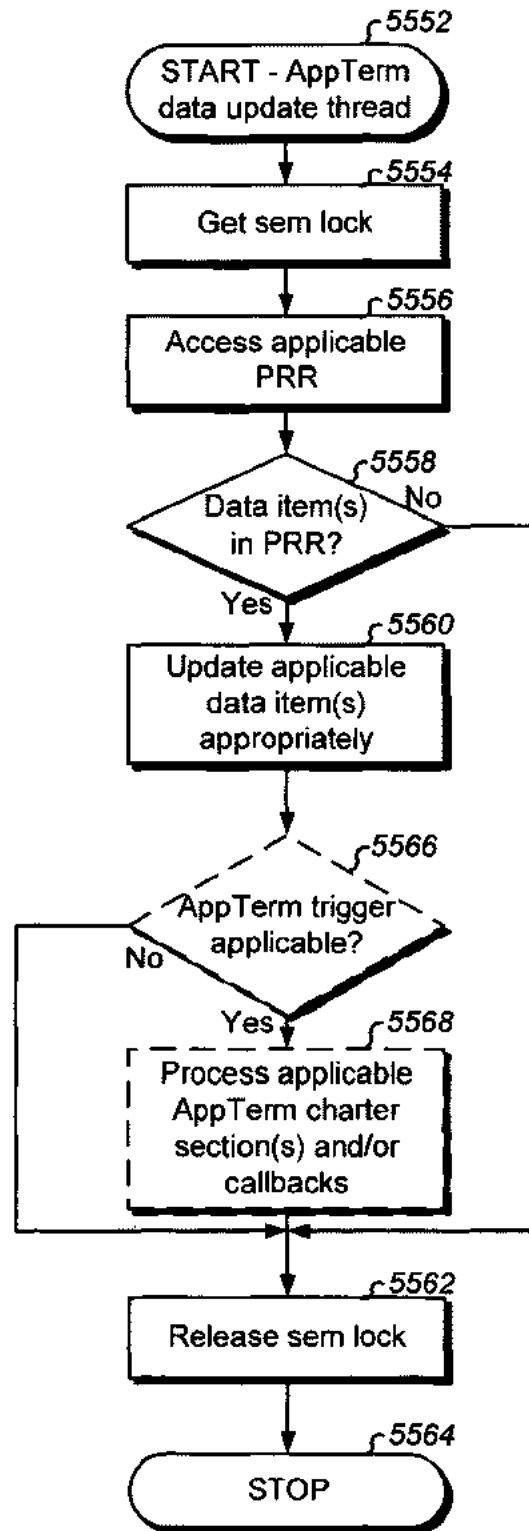 5552
START - AppTerm
data update thread
5554
Get sem lock
5556
Access applicable
PRR
5558
No
Data item(s)
in PRR?
Yes
5560
Update applicable
data item(s)
appropriately
5566
AppTerm trigger
applicable?
No
Yes
5568
Process applicable
AppTerm charter
section(s) and/or
callbacks
5562
Release sem lock
5564
STOP